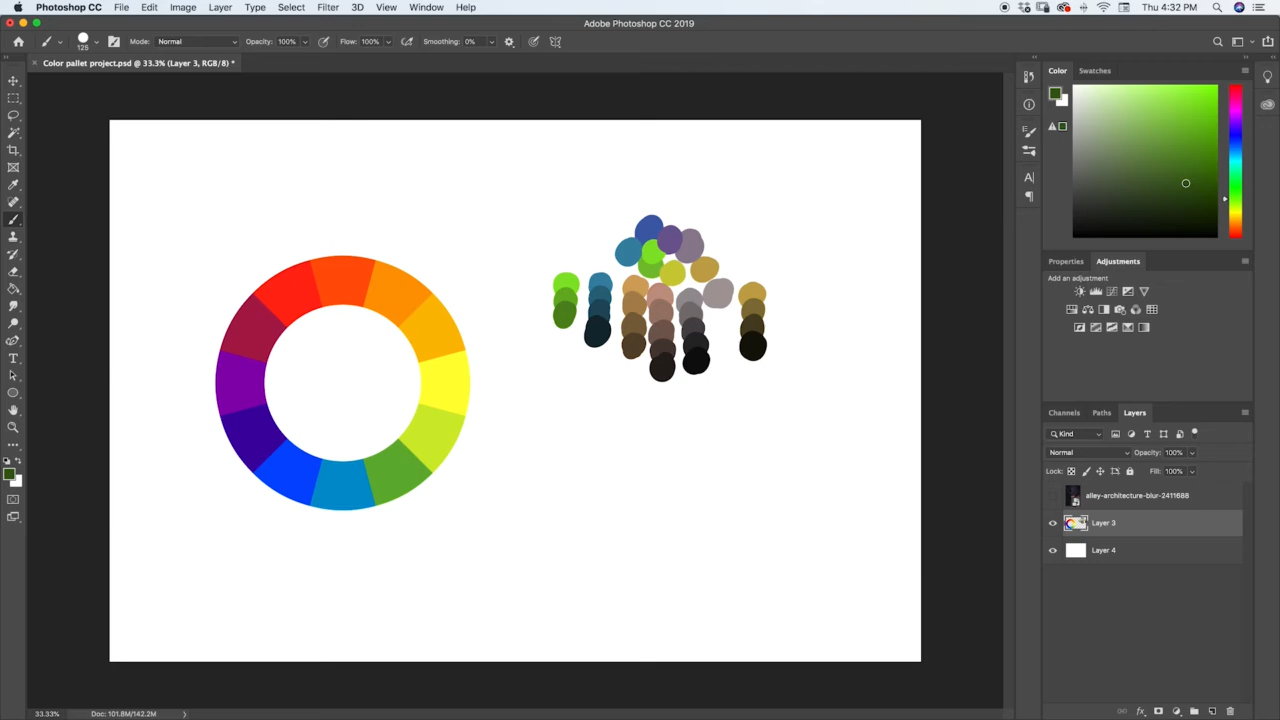 Photoshop CC File Edit Image Layer Type Select Filter 3D View Window Help Thu 4:32 PM
Adobe Photoshop CC 2019
125 Mode: Normal Opacity: 100% Flow: 100% Smoothing: 0%
Color pallet project.psd @ 33.3% (Layer 3, RGB/8) *
Color Swatches
Properties Adjustments
Add an adjustment
Channels Paths Layers
Kind
Normal Opacity: 100%
Lock: Fill: 100%
alley-architecture-blur-2411688
Layer 3
Layer 4
33.33% Doc: 101.8M/142.2M